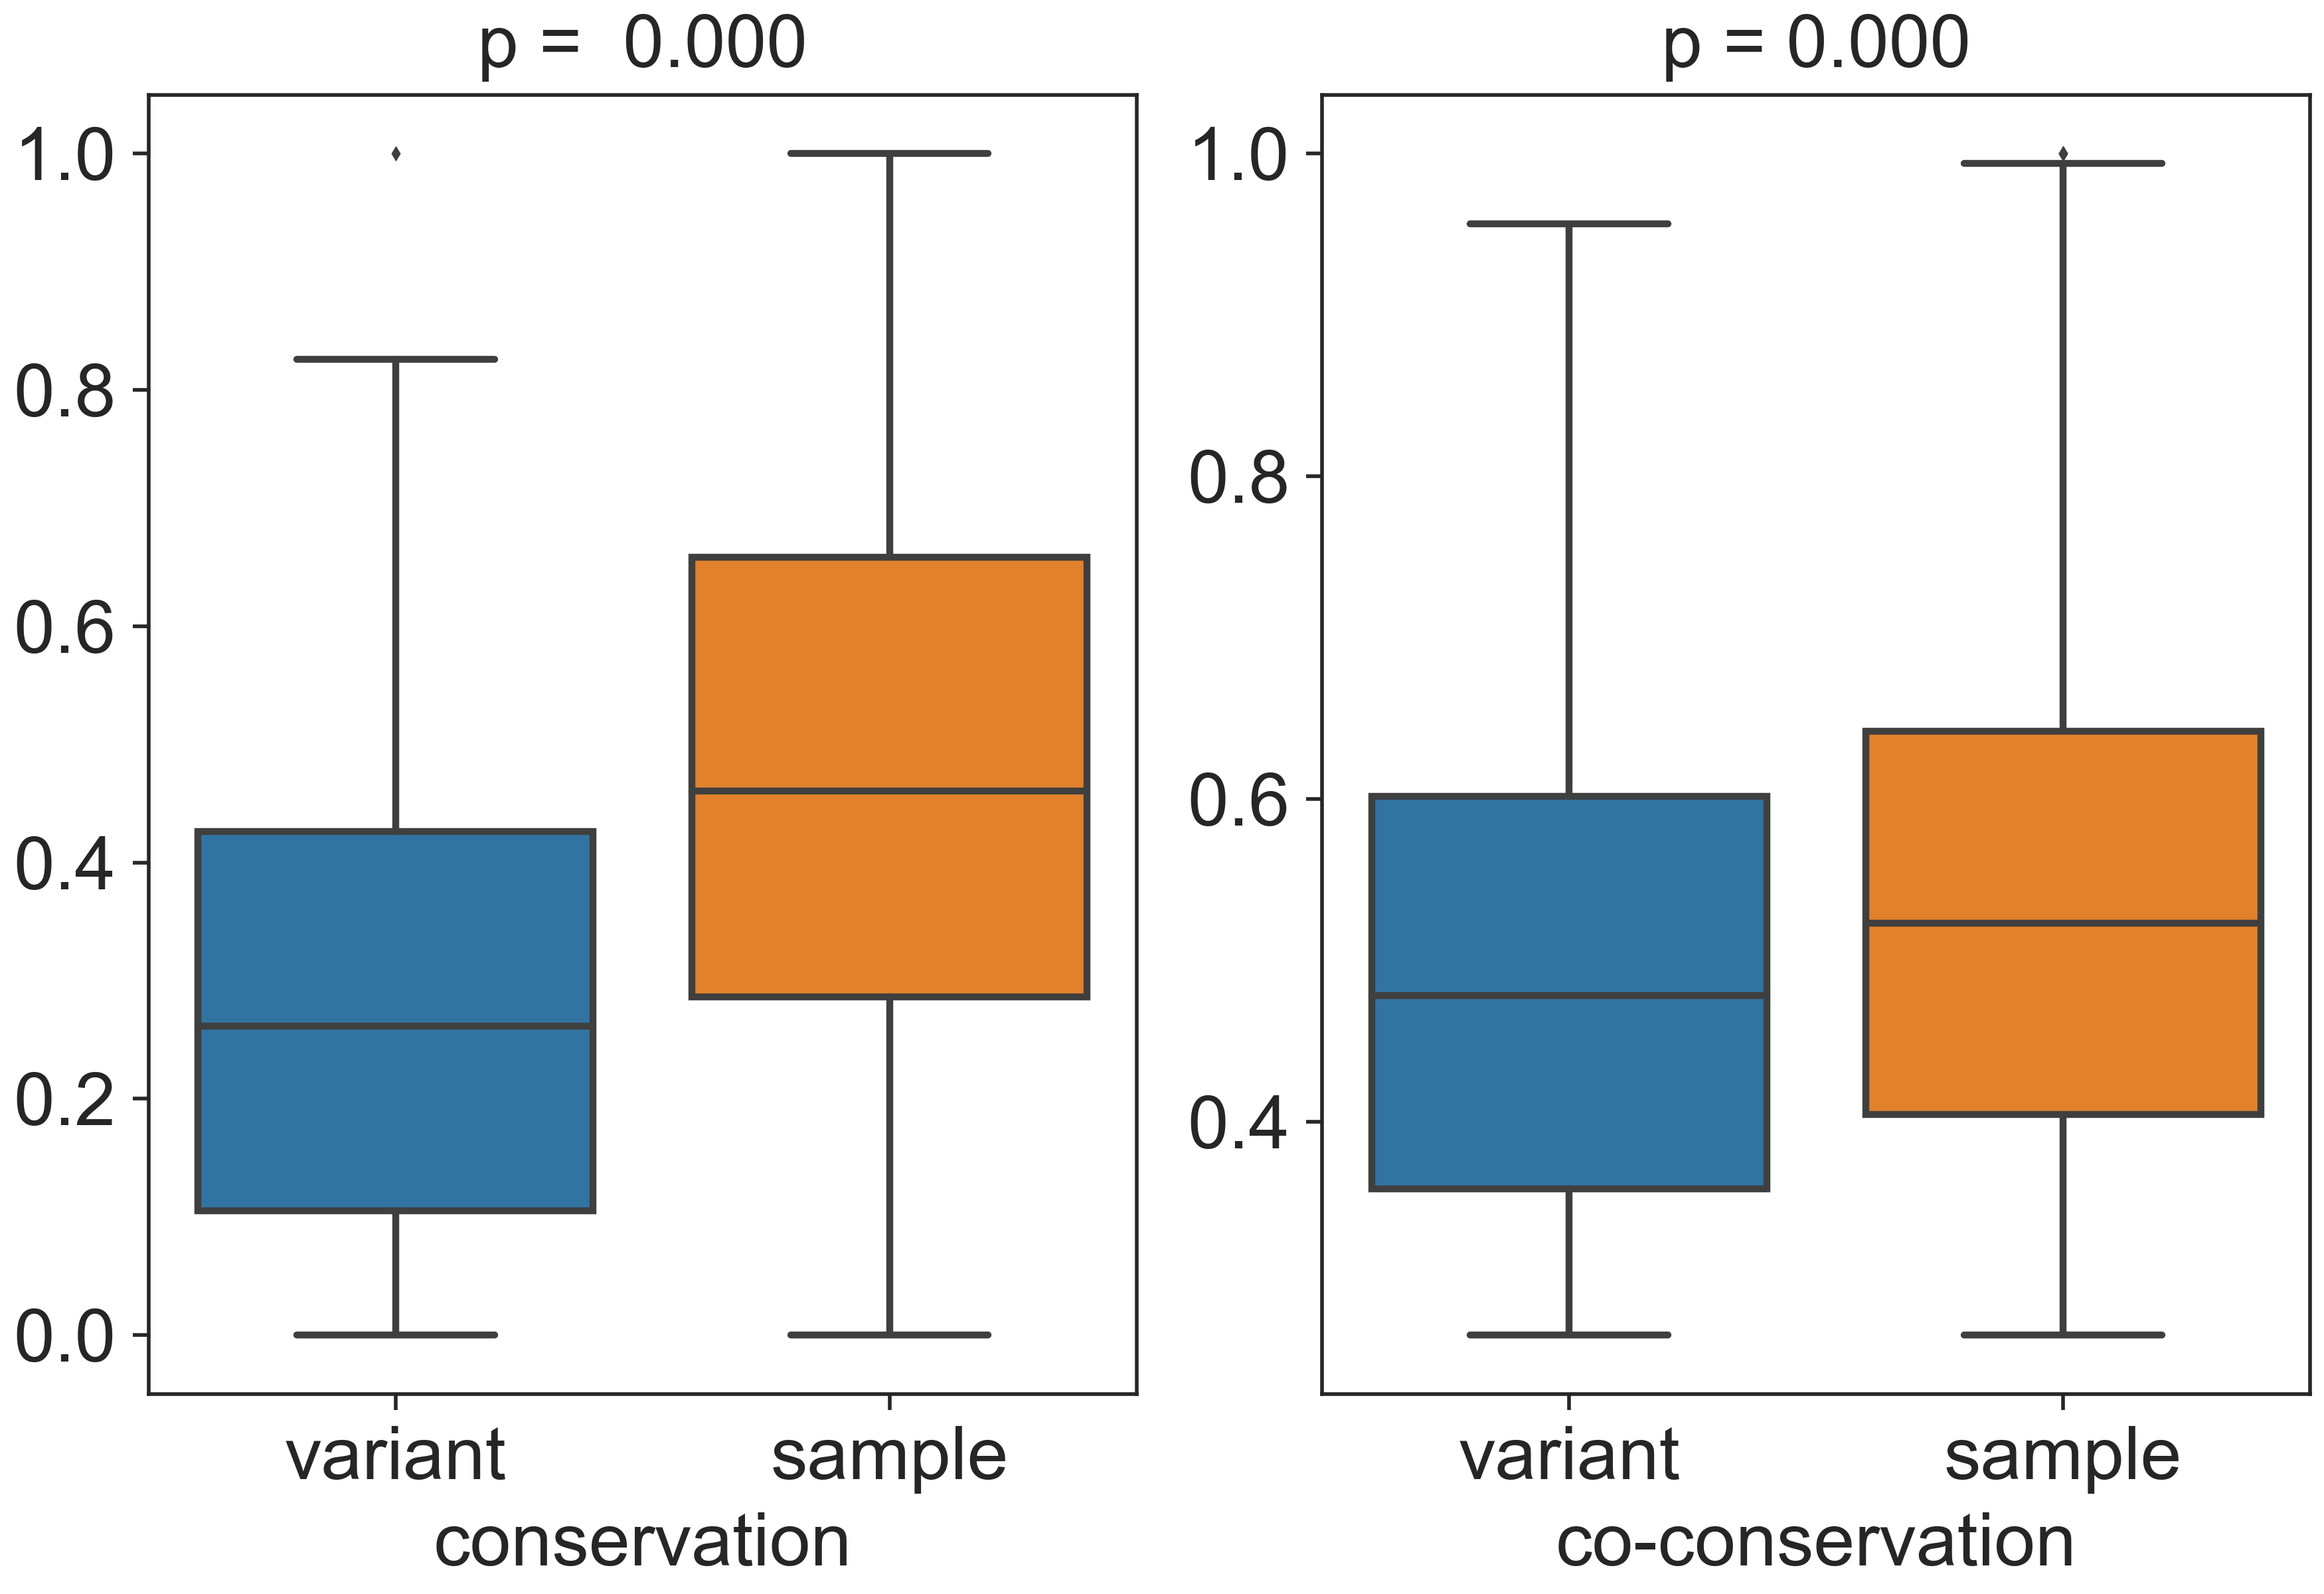 p =  0.000
1.0
0.8
0.6
0.4
0.2
0.0
variant sample
conservation
p = 0.000
1.0
0.8
0.6
0.4
variant sample
co-conservation